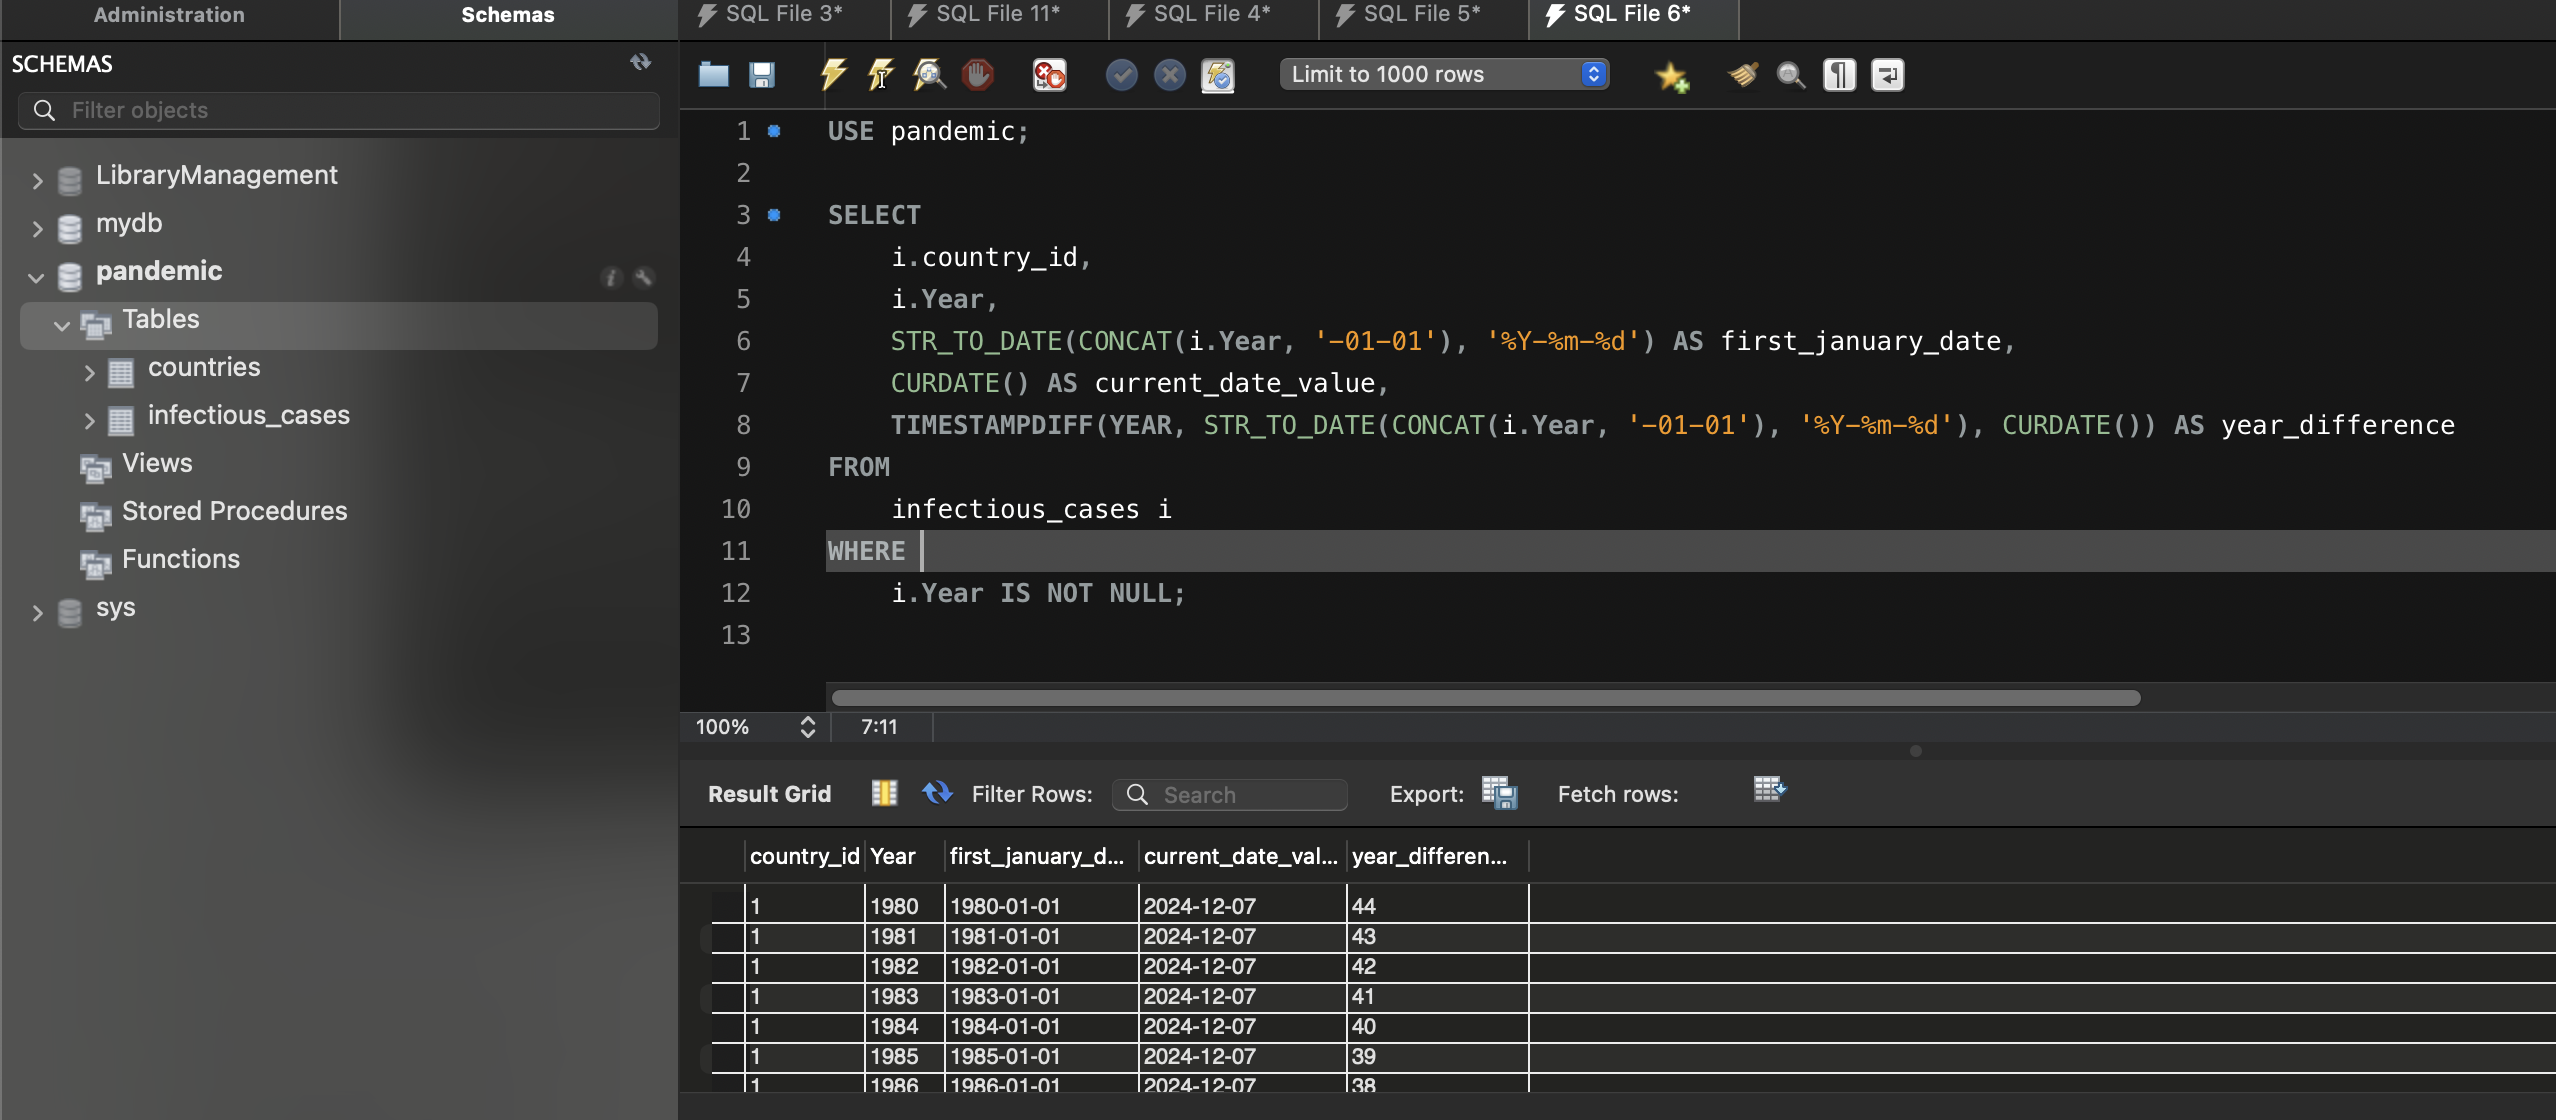 Administration
Schemas
SCHEMAS
Filter objects
LibraryManagement
mydb
pandemic
Tables
countries
infectious_cases
Views
Stored Procedures
Functions
sys
SQL File 3*
SQL File 11*
SQL File 4*
SQL File 5*
SQL File 6*
Limit to 1000 rows
1 USE pandemic;
2
3 SELECT
4 i.country_id,
5 i.Year,
6 STR_TO_DATE(CONCAT(i.Year, '-01-01'), '%Y-%m-%d') AS first_january_date,
7 CURDATE() AS current_date_value,
8 TIMESTAMPDIFF(YEAR, STR_TO_DATE(CONCAT(i.Year, '-01-01'), '%Y-%m-%d'), CURDATE()) AS year_difference
9 FROM
10 infectious_cases i
11 WHERE
12 i.Year IS NOT NULL;
13
100% 7:11
Result Grid Filter Rows: Search Export: Fetch rows:
country_id Year first_january_d... current_date_val... year_differen...
1 1980 1980-01-01 2024-12-07 44
1 1981 1981-01-01 2024-12-07 43
1 1982 1982-01-01 2024-12-07 42
1 1983 1983-01-01 2024-12-07 41
1 1984 1984-01-01 2024-12-07 40
1 1985 1985-01-01 2024-12-07 39
1 1986 1986-01-01 2024-12-07 38